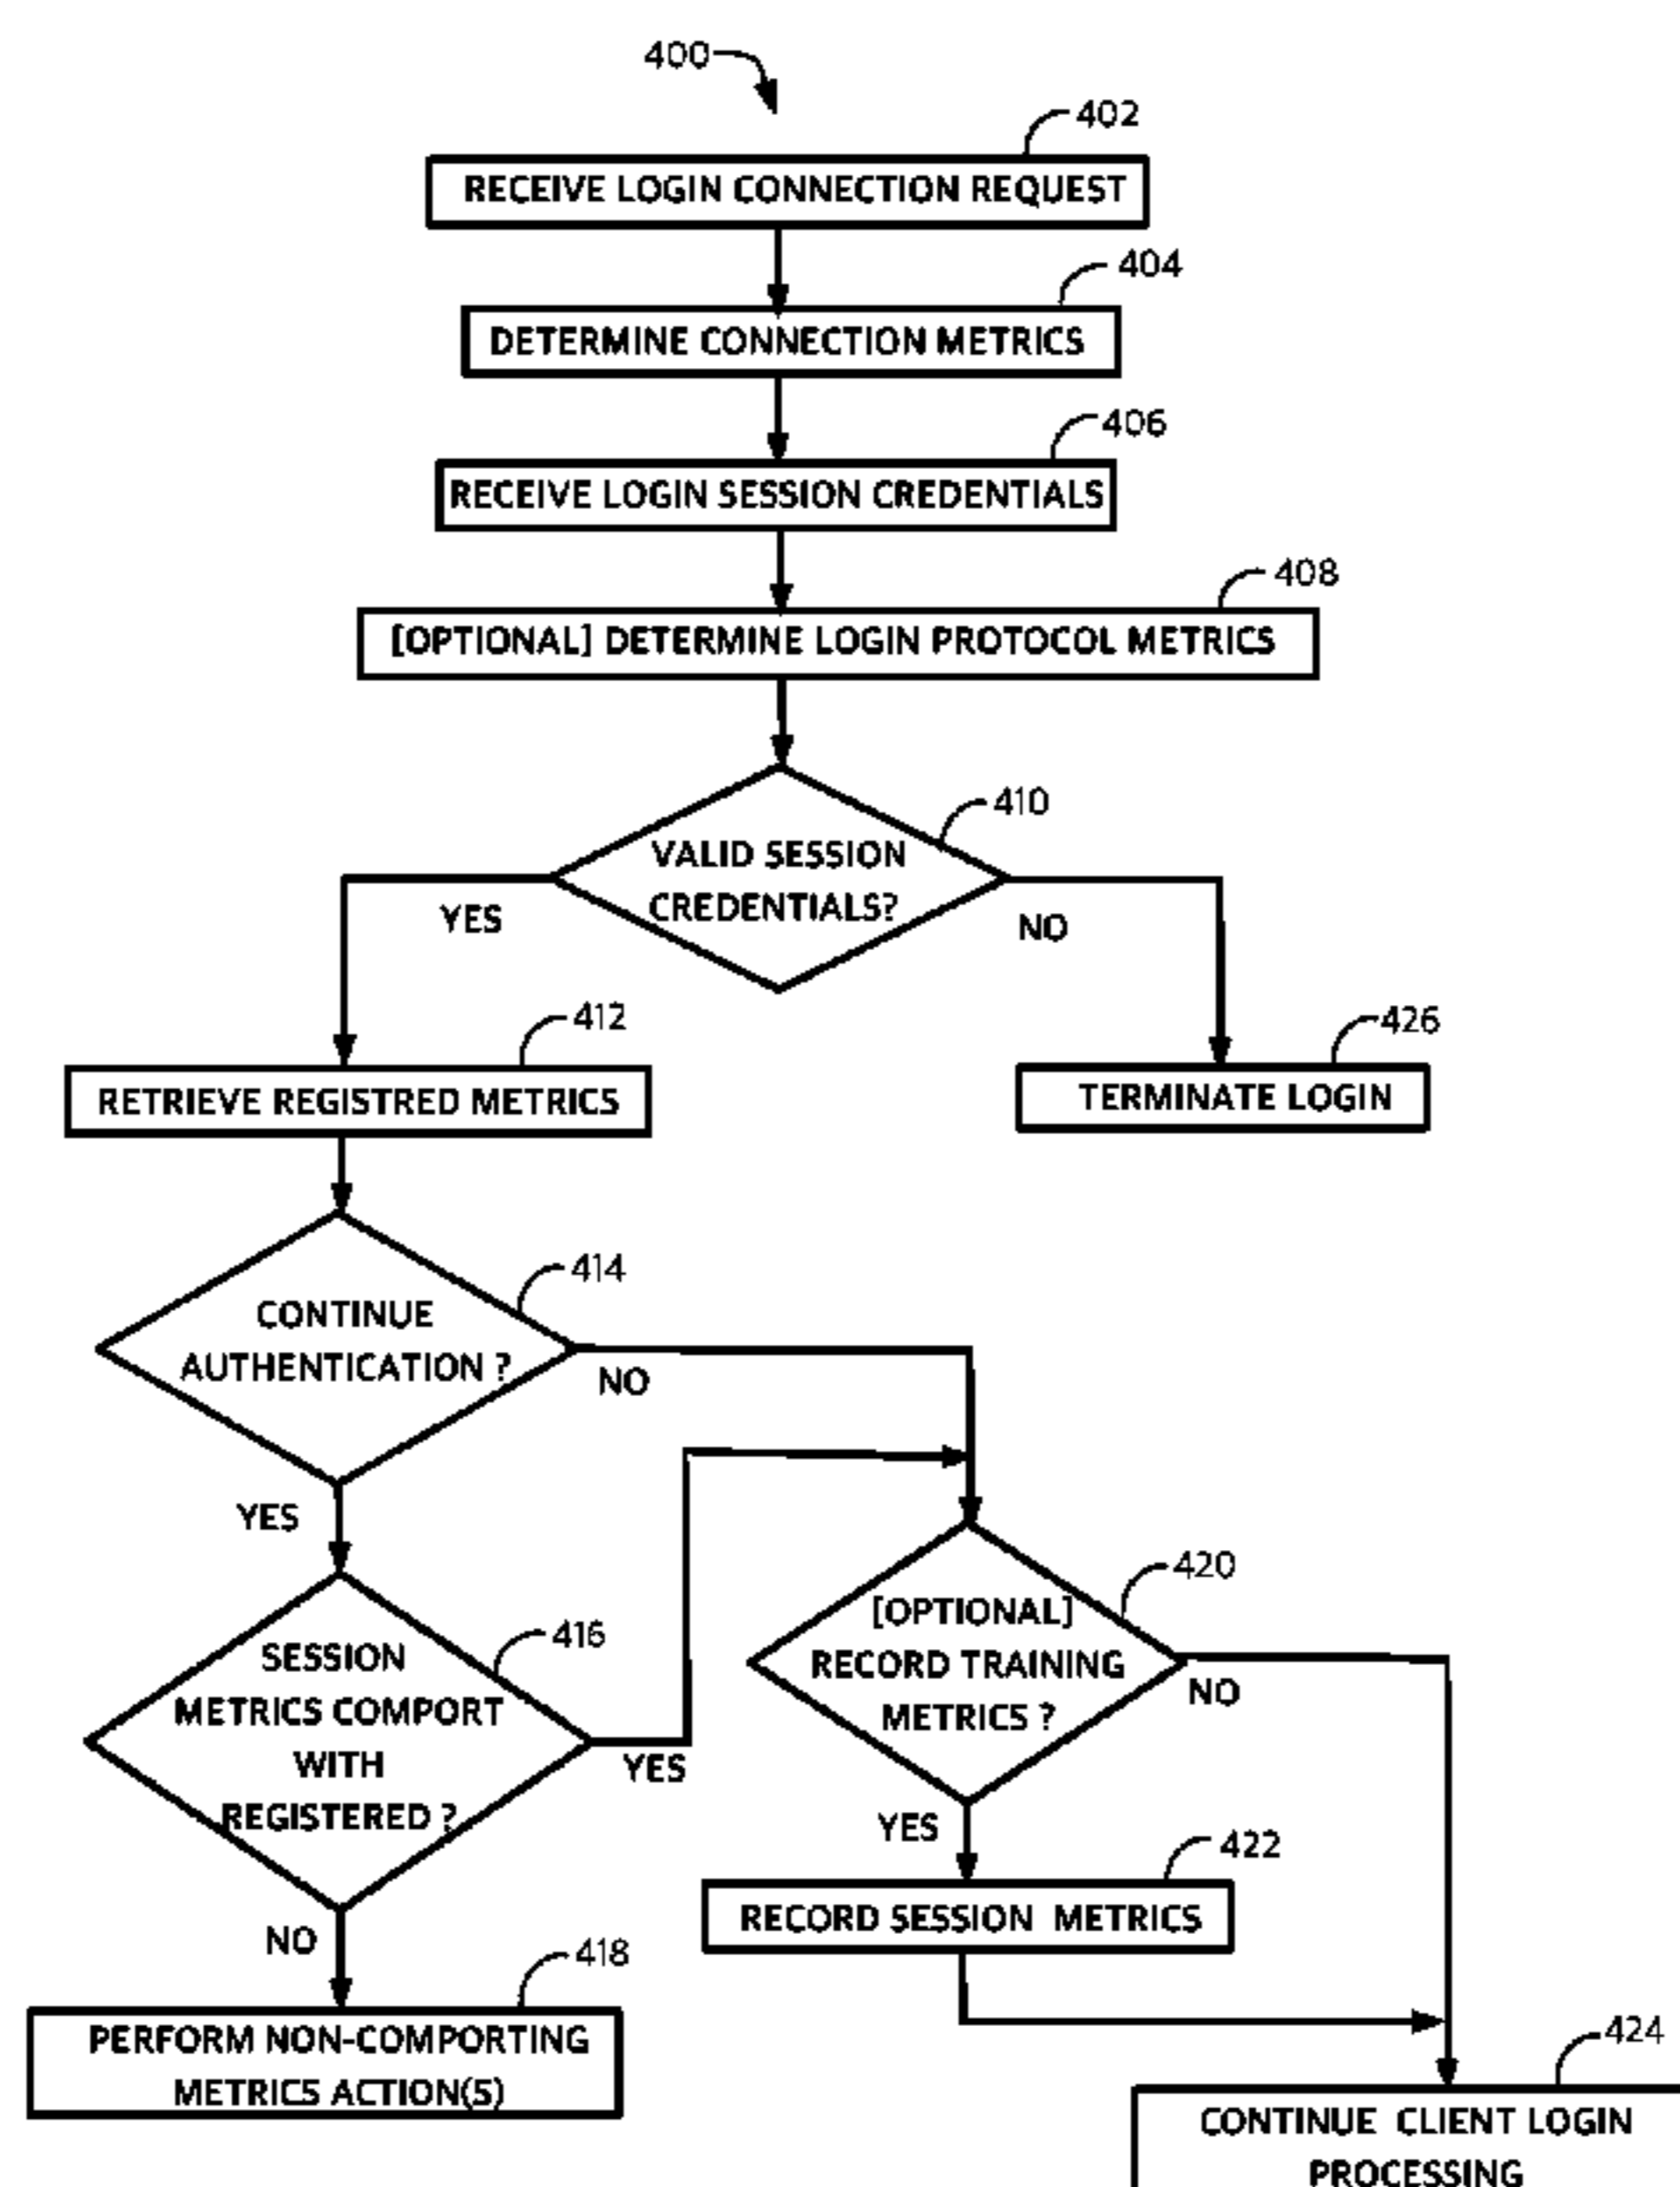 400
402
RECEIVE LOGIN CONNECTION REQUEST
404
DETERMINE CONNECTION METRICS
406
RECEIVE LOGIN SESSION CREDENTIALS
408
[OPTIONAL] DETERMINE LOGIN PROTOCOL METRICS
410
VALID SESSION
CREDENTIALS?
YES
NO
412
RETRIEVE REGISTRED METRICS
426
TERMINATE LOGIN
414
CONTINUE
AUTHENTICATION ?
NO
YES
416
SESSION
METRICS COMPORT
WITH
REGISTERED ?
YES
NO
418
PERFORM NON-COMPORTING
METRICS ACTION(S)
420
[OPTIONAL]
RECORD TRAINING
METRICS ?
NO
YES
422
RECORD SESSION METRICS
424
CONTINUE CLIENT LOGIN
PROCESSING